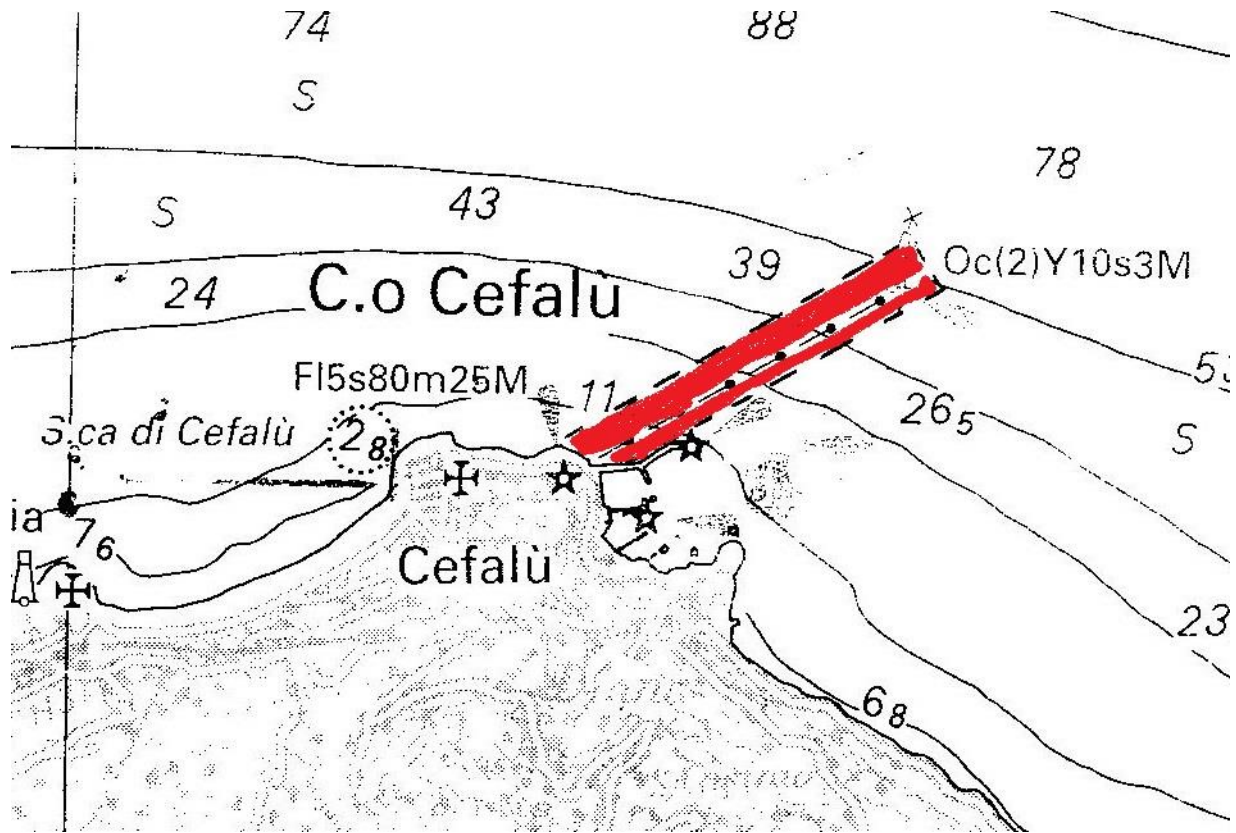 74
88
S
78
S
43
39
Oc(2)Y10s3M
24
C.o Cefalù
53
Fl5s80m25M
11
26₅
S.ca di Cefalù
2₈
S
ia
7₆
Cefalù
23
6₈